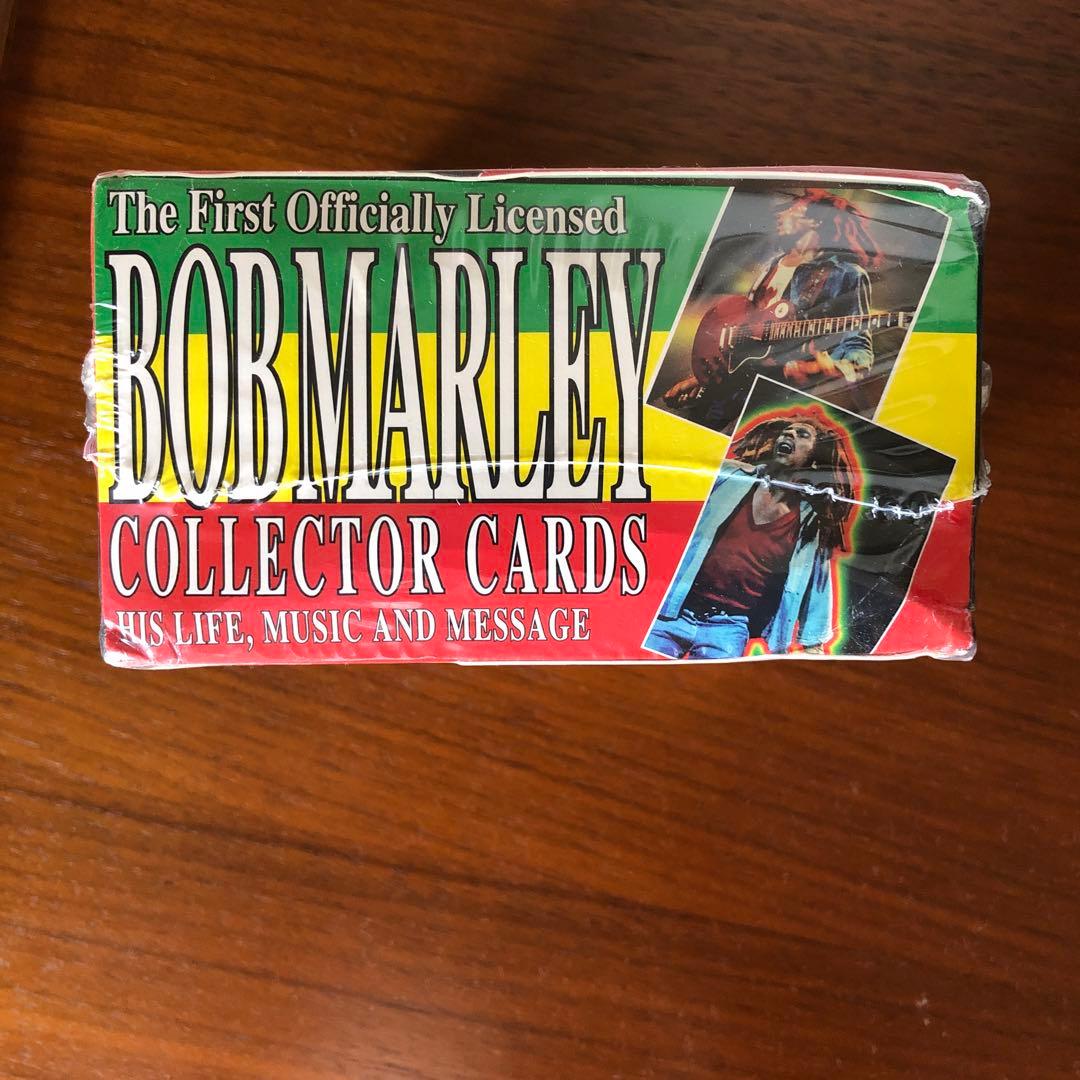 The First Officially Licensed
BOB MARLEY
COLLECTOR CARDS
HIS LIFE, MUSIC AND MESSAGE